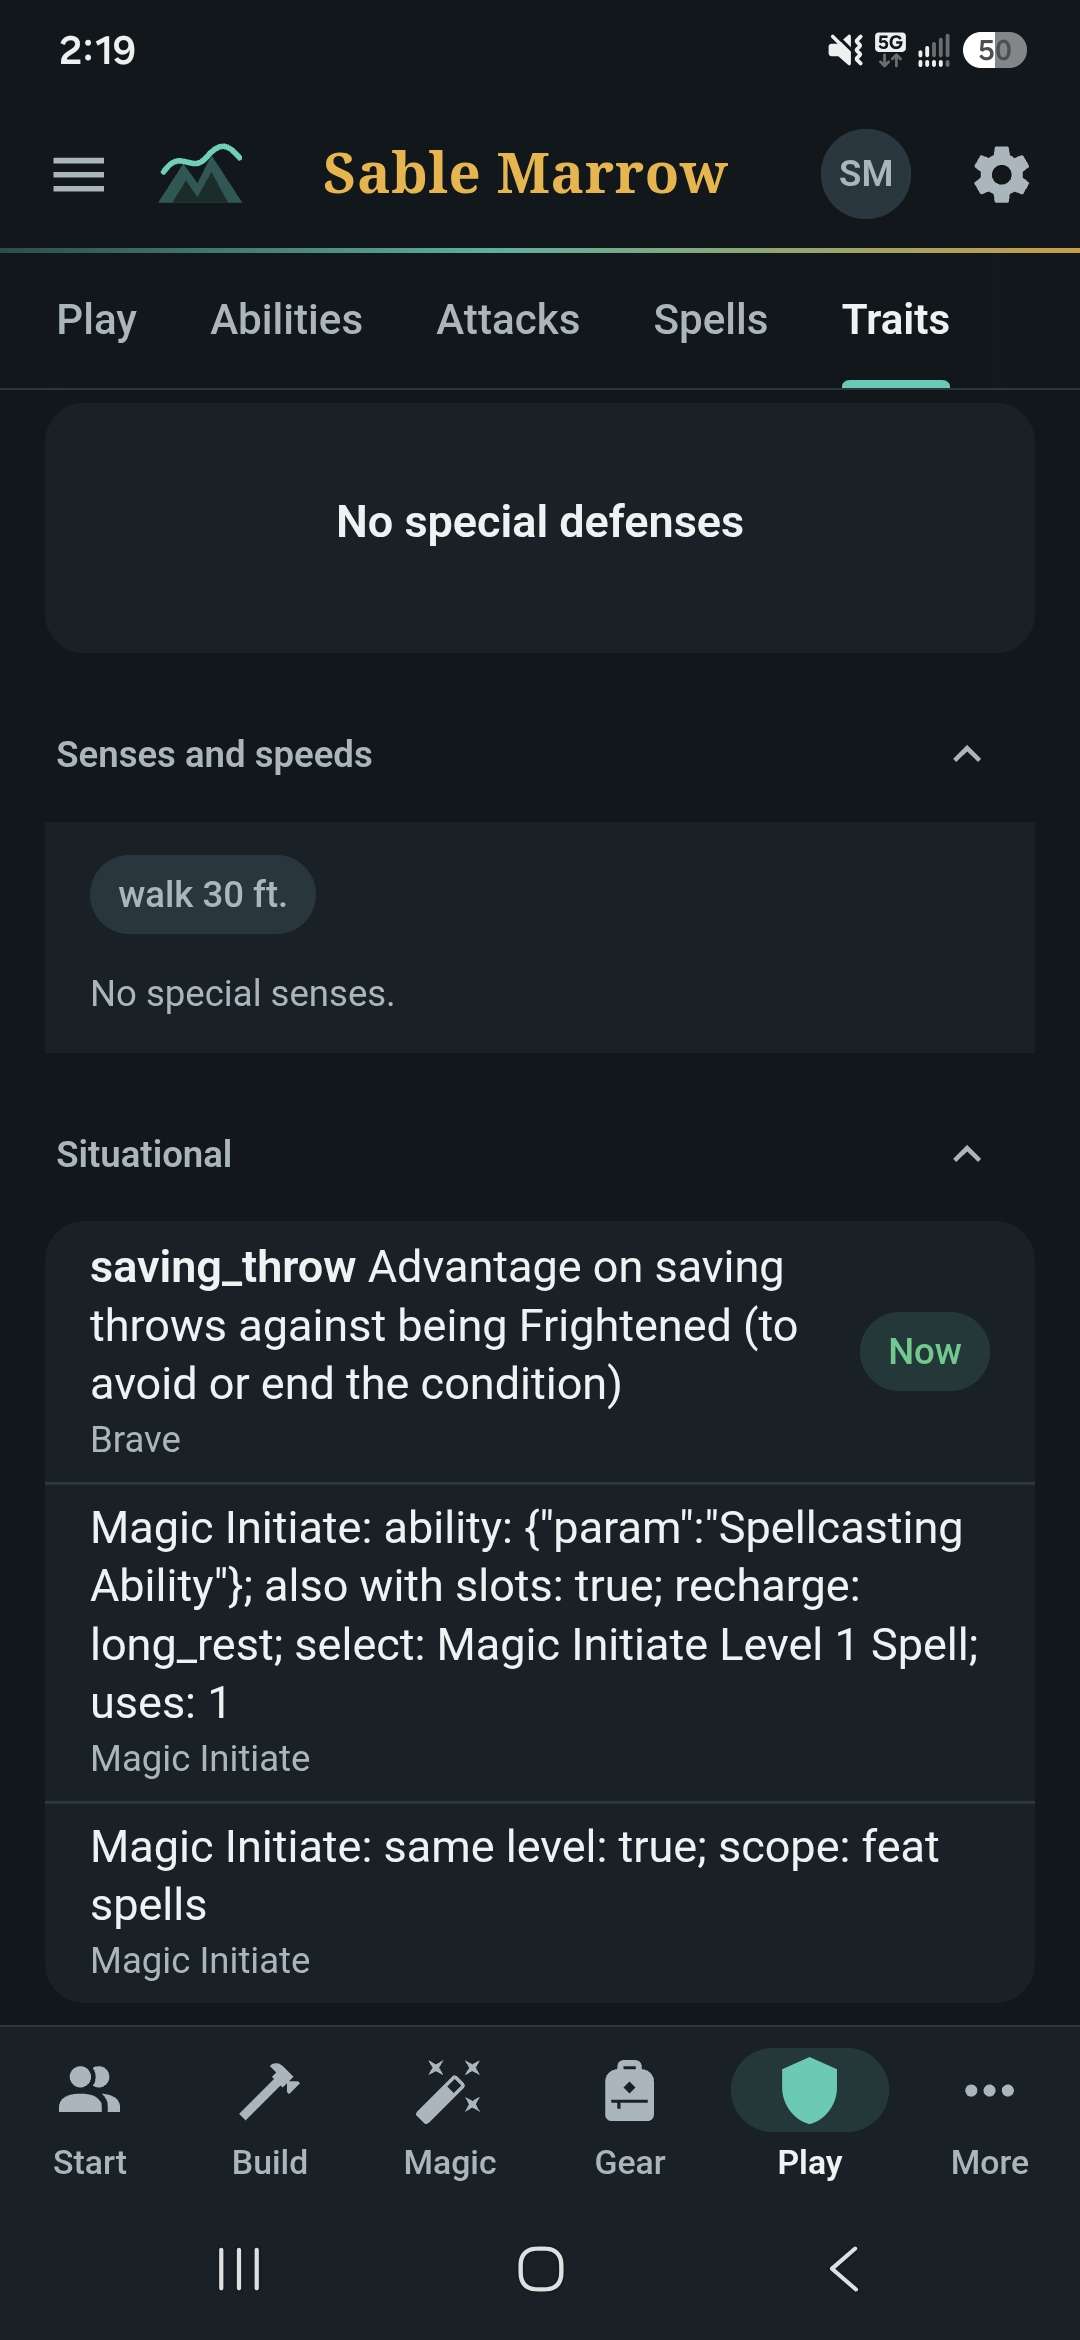 2:19
5G
50
Sable Marrow
SM
Play
Abilities
Attacks
Spells
Traits
No special defenses
Senses and speeds
walk 30 ft.
No special senses.
Situational
saving_throw Advantage on saving
throws against being Frightened (to
avoid or end the condition)
Now
Brave
Magic Initiate: ability: {"param":"Spellcasting
Ability"}; also with slots: true; recharge:
long_rest; select: Magic Initiate Level 1 Spell;
uses: 1
Magic Initiate
Magic Initiate: same level: true; scope: feat
spells
Magic Initiate
Start
Build
Magic
Gear
Play
More